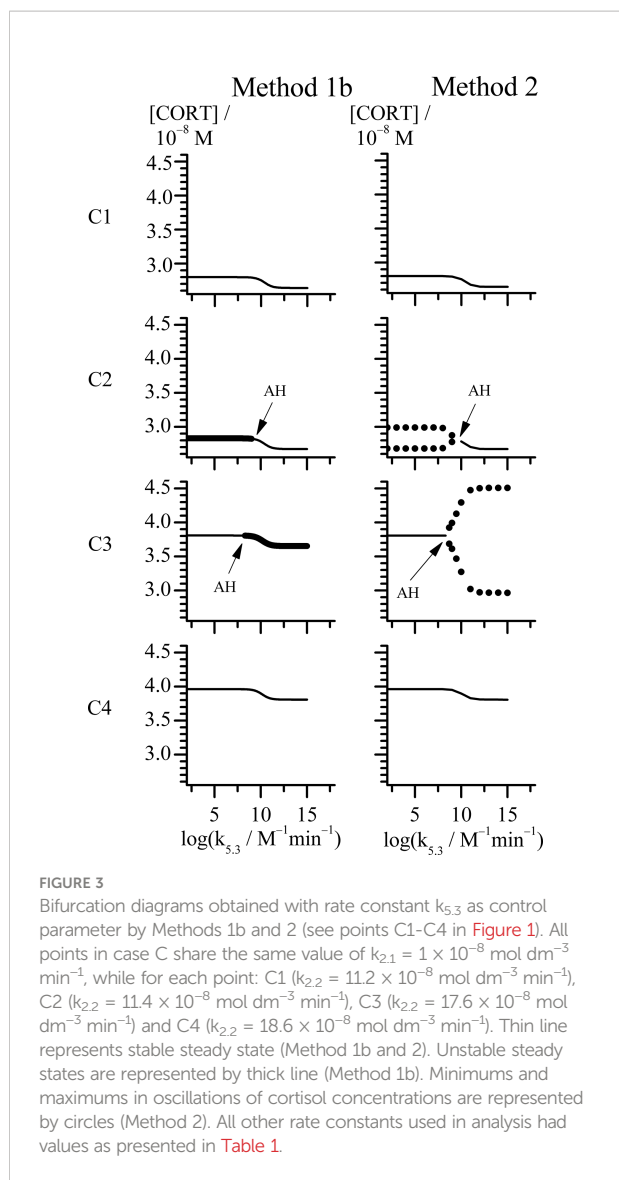 Method 1b Method 2
[CORT] / [CORT] /
10⁻⁸ M 10⁻⁸ M
C1
4.5
4.0
3.5
3.0
C2
4.5
4.0
3.5
3.0
AH AH
C3
4.5
4.0
3.5
3.0
AH AH
C4
4.5
4.0
3.5
3.0
5 10 15 5 10 15
log(k₅.₃ / M⁻¹min⁻¹) log(k₅.₃ / M⁻¹min⁻¹)
FIGURE 3
Bifurcation diagrams obtained with rate constant k₅.₃ as control
parameter by Methods 1b and 2 (see points C1-C4 in Figure 1). All
points in case C share the same value of k₂.₁ = 1 × 10⁻⁸ mol dm⁻³
min⁻¹, while for each point: C1 (k₂.₂ = 11.2 × 10⁻⁸ mol dm⁻³ min⁻¹),
C2 (k₂.₂ = 11.4 × 10⁻⁸ mol dm⁻³ min⁻¹), C3 (k₂.₂ = 17.6 × 10⁻⁸ mol
dm⁻³ min⁻¹) and C4 (k₂.₂ = 18.6 × 10⁻⁸ mol dm⁻³ min⁻¹). Thin line
represents stable steady state (Method 1b and 2). Unstable steady
states are represented by thick line (Method 1b). Minimums and
maximums in oscillations of cortisol concentrations are represented
by circles (Method 2). All other rate constants used in analysis had
values as presented in Table 1.